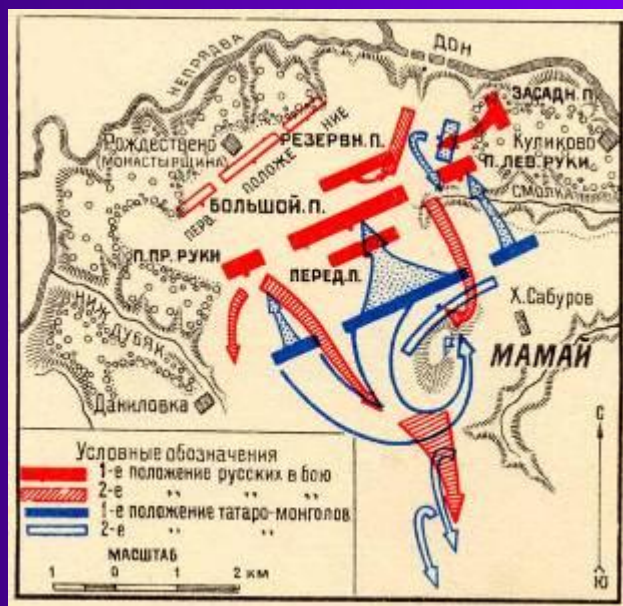 НЕПРЯДВА
ДОН
ЗАСАДН. П.
Рождествено
(МОНАСТЫРЩИНА)
РЕЗЕРВН. П.
Куликово
П. ЛЕВ. РУКИ
ПЕРВ. ПОЛОЖЕНИЕ
СМОЛКА
БОЛЬШОЙ. П.
П. ПР. РУКИ
ПЕРЕД. П.
Х. Сабуров
НИЖ. ДУБЯК
МАМАЙ
Даниловка
С
Условные обозначения
1-е положение русских в бою
2-е " " "
1-е положение татаро-монголов
2-е " "
МАСШТАБ
1 0 1 2 км
Ю